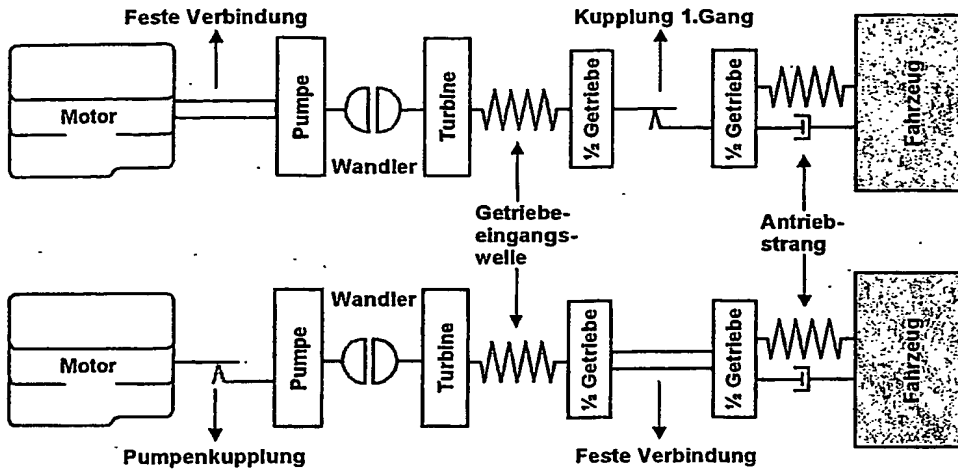 Feste Verbindung
Kupplung 1.Gang
Motor
Pumpe
Wandler
Turbine
½ Getriebe
½ Getriebe
Fahrzeug
Getriebe-
eingangs-
welle
Antrieb-
strang
Motor
Pumpe
Wandler
Turbine
½ Getriebe
½ Getriebe
Fahrzeug
Pumpenkupplung
Feste Verbindung